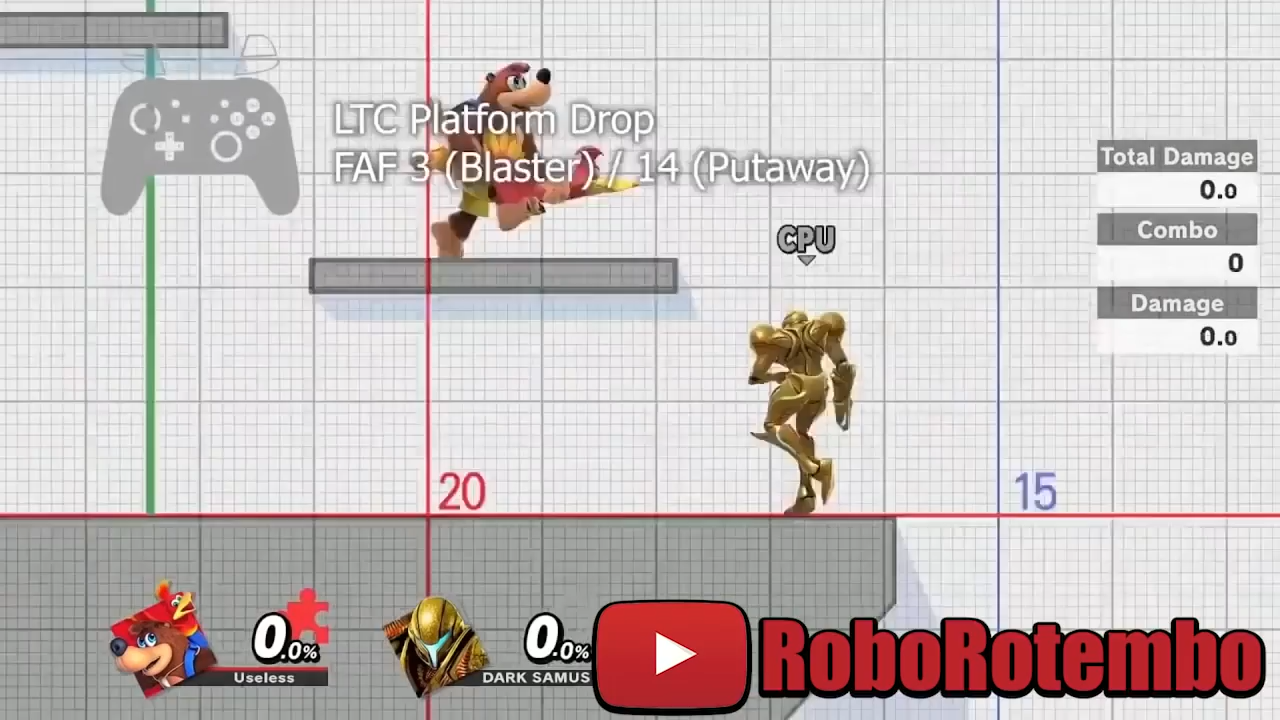 LTC Platform Drop
FAF 3 (Blaster) / 14 (Putaway)
Total Damage
0.0
Combo
0
Damage
0.0
CPU
20
15
0.0%
Useless
0.0%
DARK SAMUS
RoboRotembo